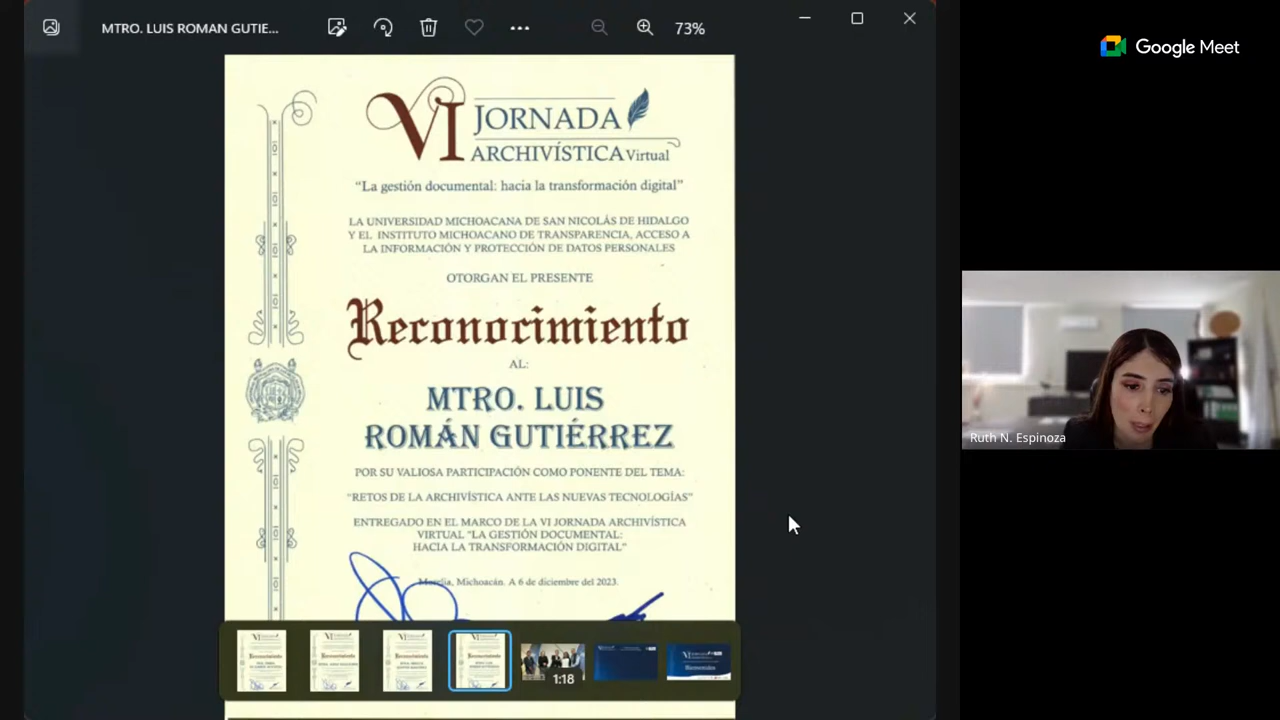 MTRO. LUIS ROMAN GUTIE...
73%
Google Meet
VI JORNADA
ARCHIVÍSTICA Virtual
"La gestión documental: hacia la transformación digital"
LA UNIVERSIDAD MICHOACANA DE SAN NICOLÁS DE HIDALGO
Y EL INSTITUTO MICHOACANO DE TRANSPARENCIA, ACCESO A
LA INFORMACIÓN Y PROTECCIÓN DE DATOS PERSONALES
OTORGAN EL PRESENTE
Reconocimiento
AL:
MTRO. LUIS
ROMÁN GUTIÉRREZ
POR SU VALIOSA PARTICIPACIÓN COMO PONENTE DEL TEMA:
"RETOS DE LA ARCHIVÍSTICA ANTE LAS NUEVAS TECNOLOGÍAS"
ENTREGADO EN EL MARCO DE LA VI JORNADA ARCHIVÍSTICA
VIRTUAL "LA GESTIÓN DOCUMENTAL:
HACIA LA TRANSFORMACIÓN DIGITAL"
Morelia, Michoacán. A 6 de diciembre del 2023.
1:18
Ruth N. Espinoza